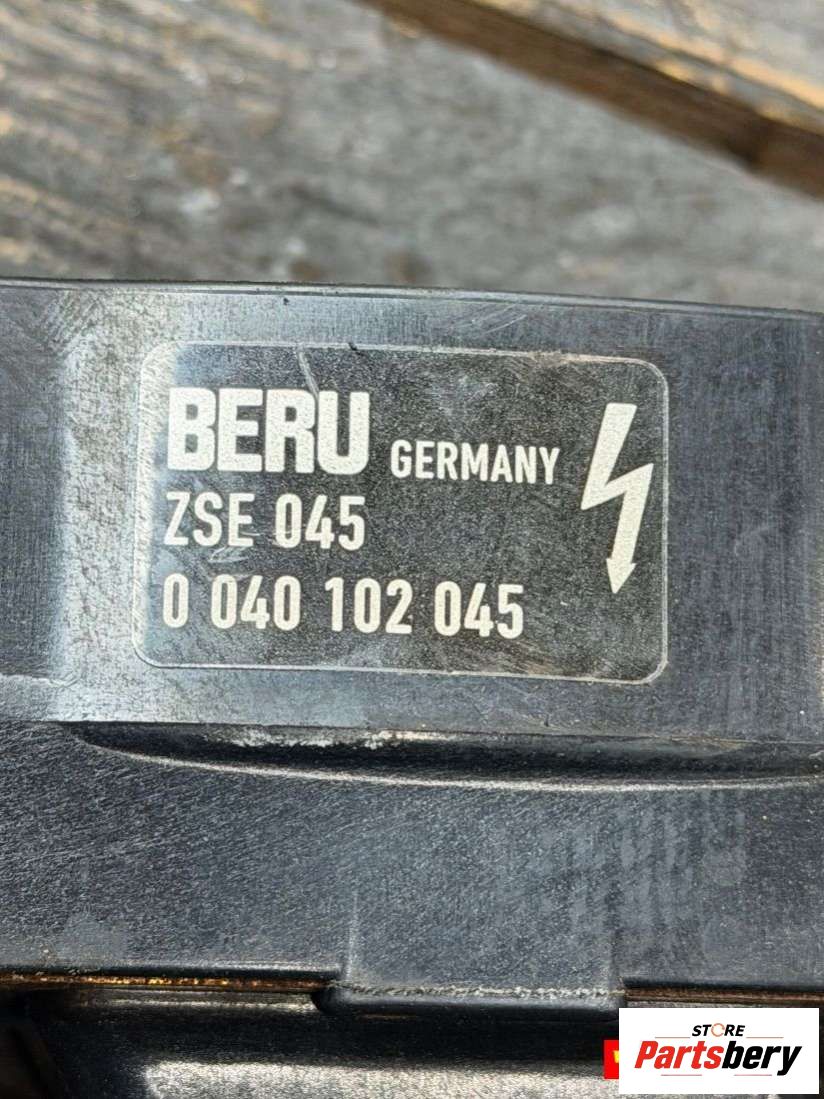 BERU GERMANY
ZSE 045
0 040 102 045
STORE
Partsbery